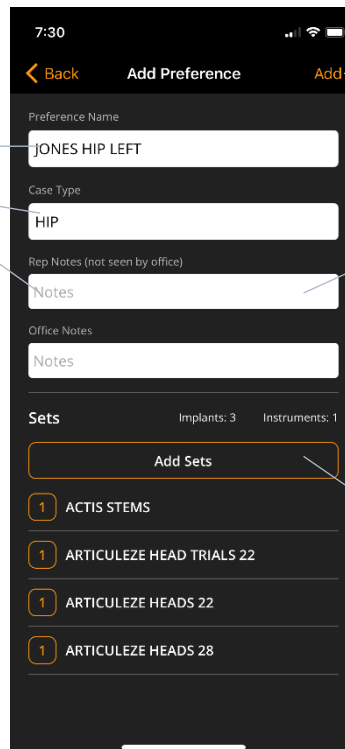 7:30
Back Add Preference Add
Preference Name
JONES HIP LEFT
Case Type
HIP
Rep Notes (not seen by office)
Notes
Office Notes
Notes
Sets Implants: 3 Instruments: 1
Add Sets
1 ACTIS STEMS
1 ARTICULEZE HEAD TRIALS 22
1 ARTICULEZE HEADS 22
1 ARTICULEZE HEADS 28